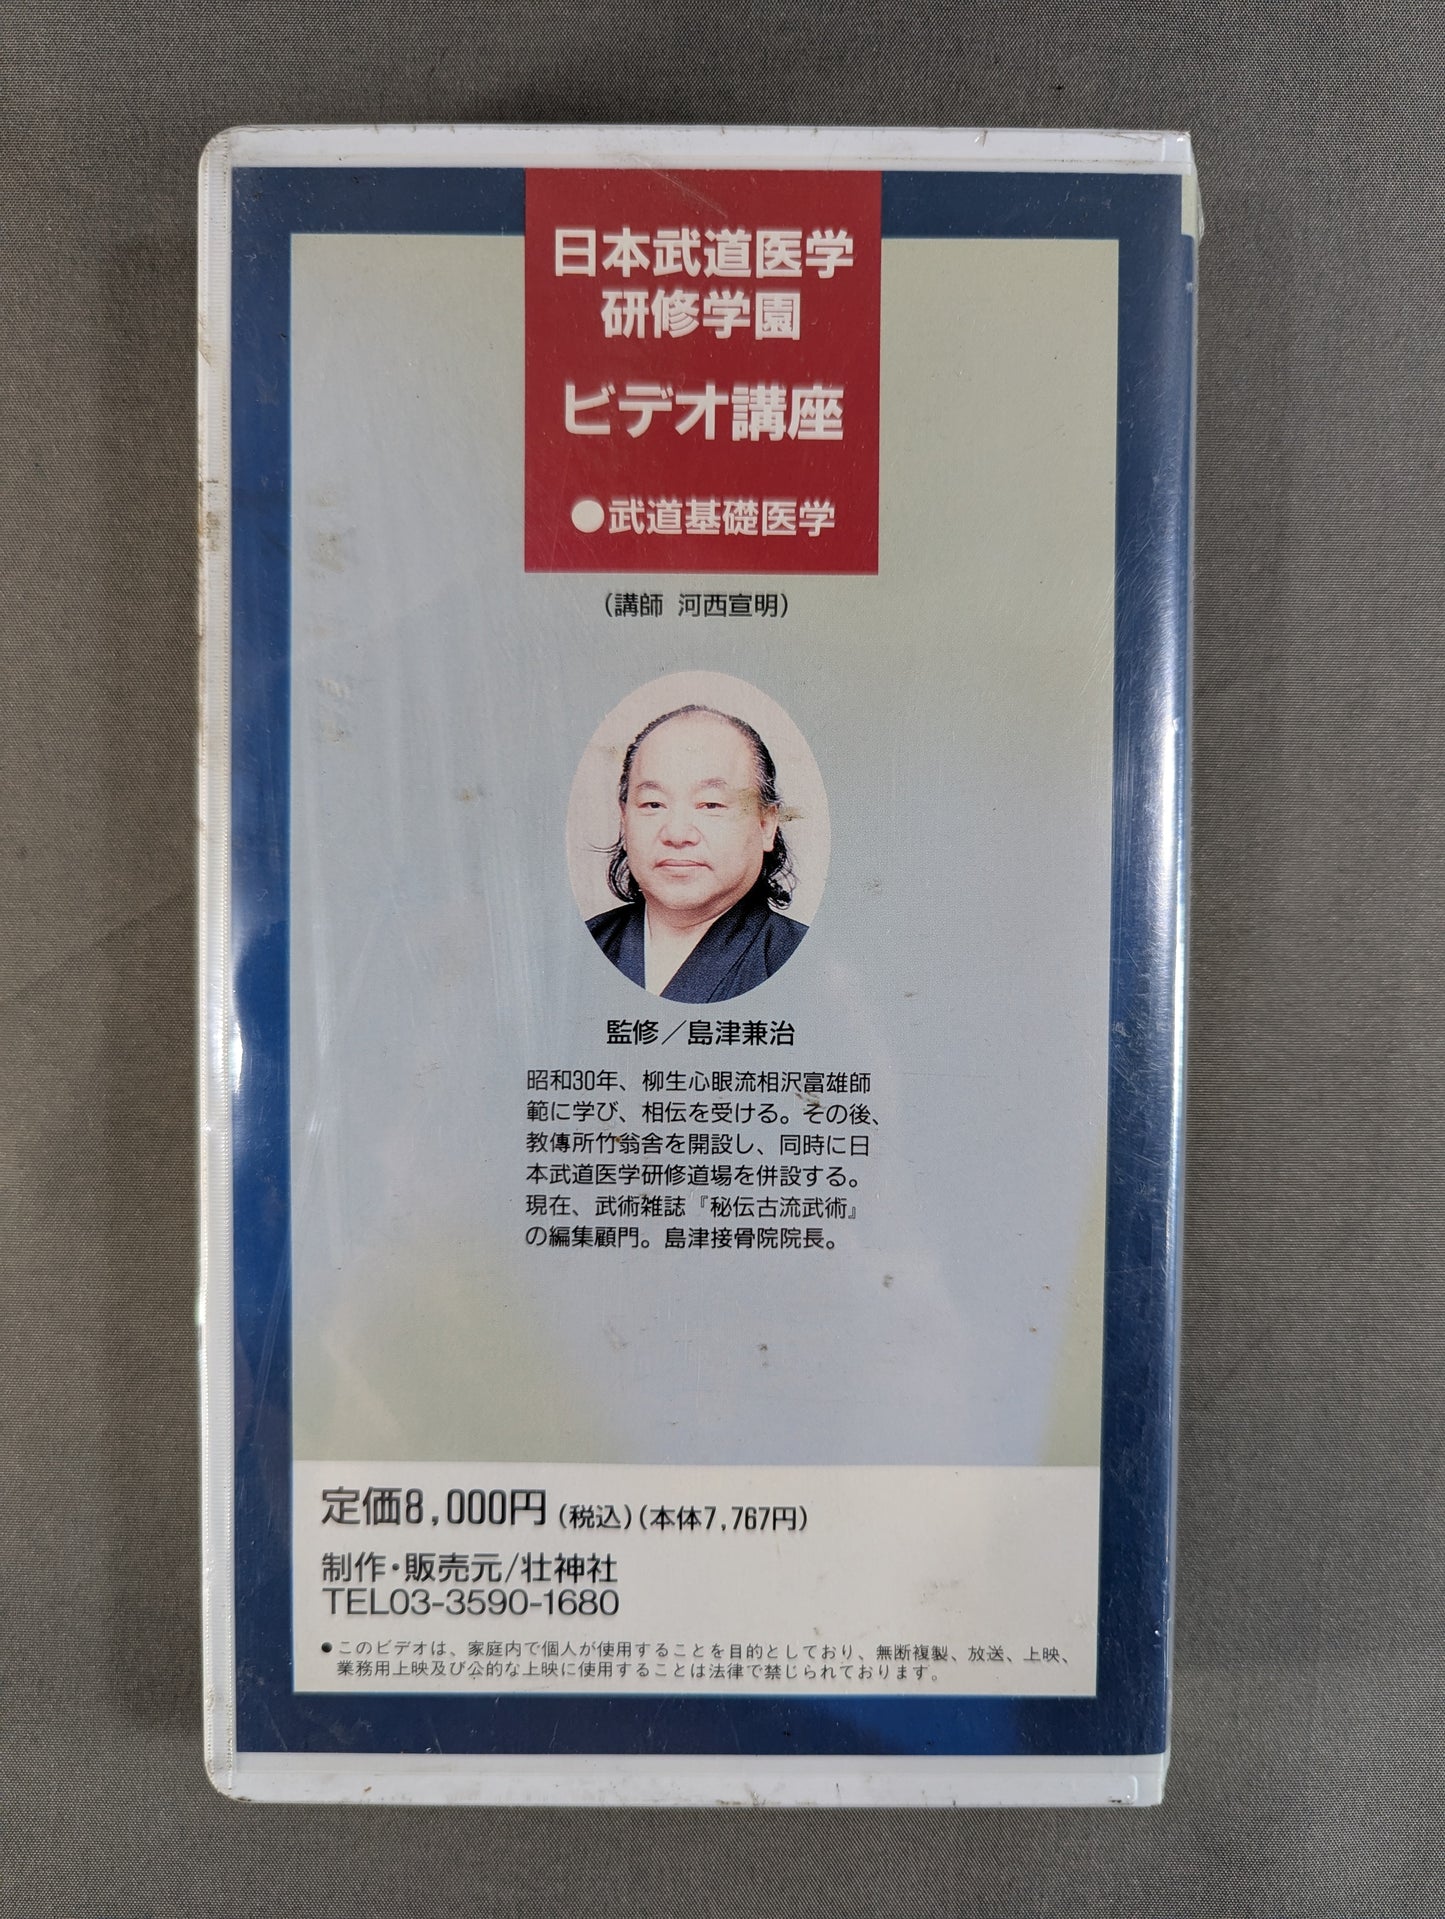 日本武道医学
研修学園
ビデオ講座
●武道基礎医学
(講師 河西宣明)
監修／島津兼治
昭和30年、柳生心眼流相沢富雄師
範に学び、相伝を受ける。その後、
教傳所竹翁舎を開設し、同時に日
本武道医学研修道場を併設する。
現在、武術雑誌『秘伝古流武術』
の編集顧問。島津接骨院院長。
定価8,000円(税込)(本体7,767円)
制作・販売元/壮神社
TEL03-3590-1680
●このビデオは、家庭内で個人が使用することを目的としており、無断複製、放送、上映、
業務用上映及び公的な上映に使用することは法律で禁じられております。